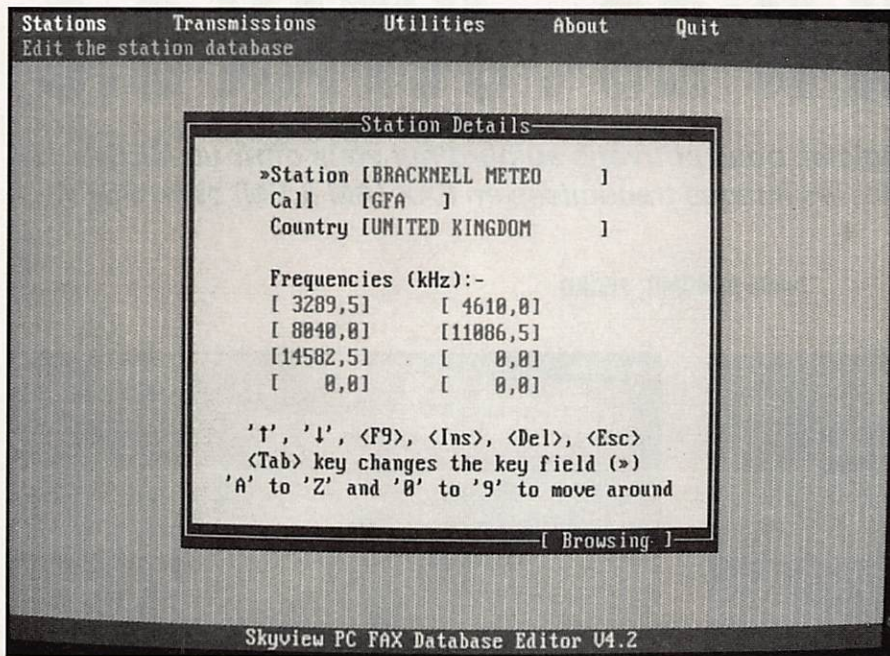 Stations Transmissions Utilities About Quit
Edit the station database
Station Details
»Station [BRACKNELL METEO ]
Call [GFA ]
Country [UNITED KINGDOM ]
Frequencies (kHz):-
[ 3289,5] [ 4610,0]
[ 8040,0] [11086,5]
[14582,5] [ 0,0]
[ 0,0] [ 0,0]
'↑', '↓', <F9>, <Ins>, <Del>, <Esc>
<Tab> key changes the key field (»)
'A' to 'Z' and '0' to '9' to move around
[ Browsing ]
Skyview PC FAX Database Editor V4.2